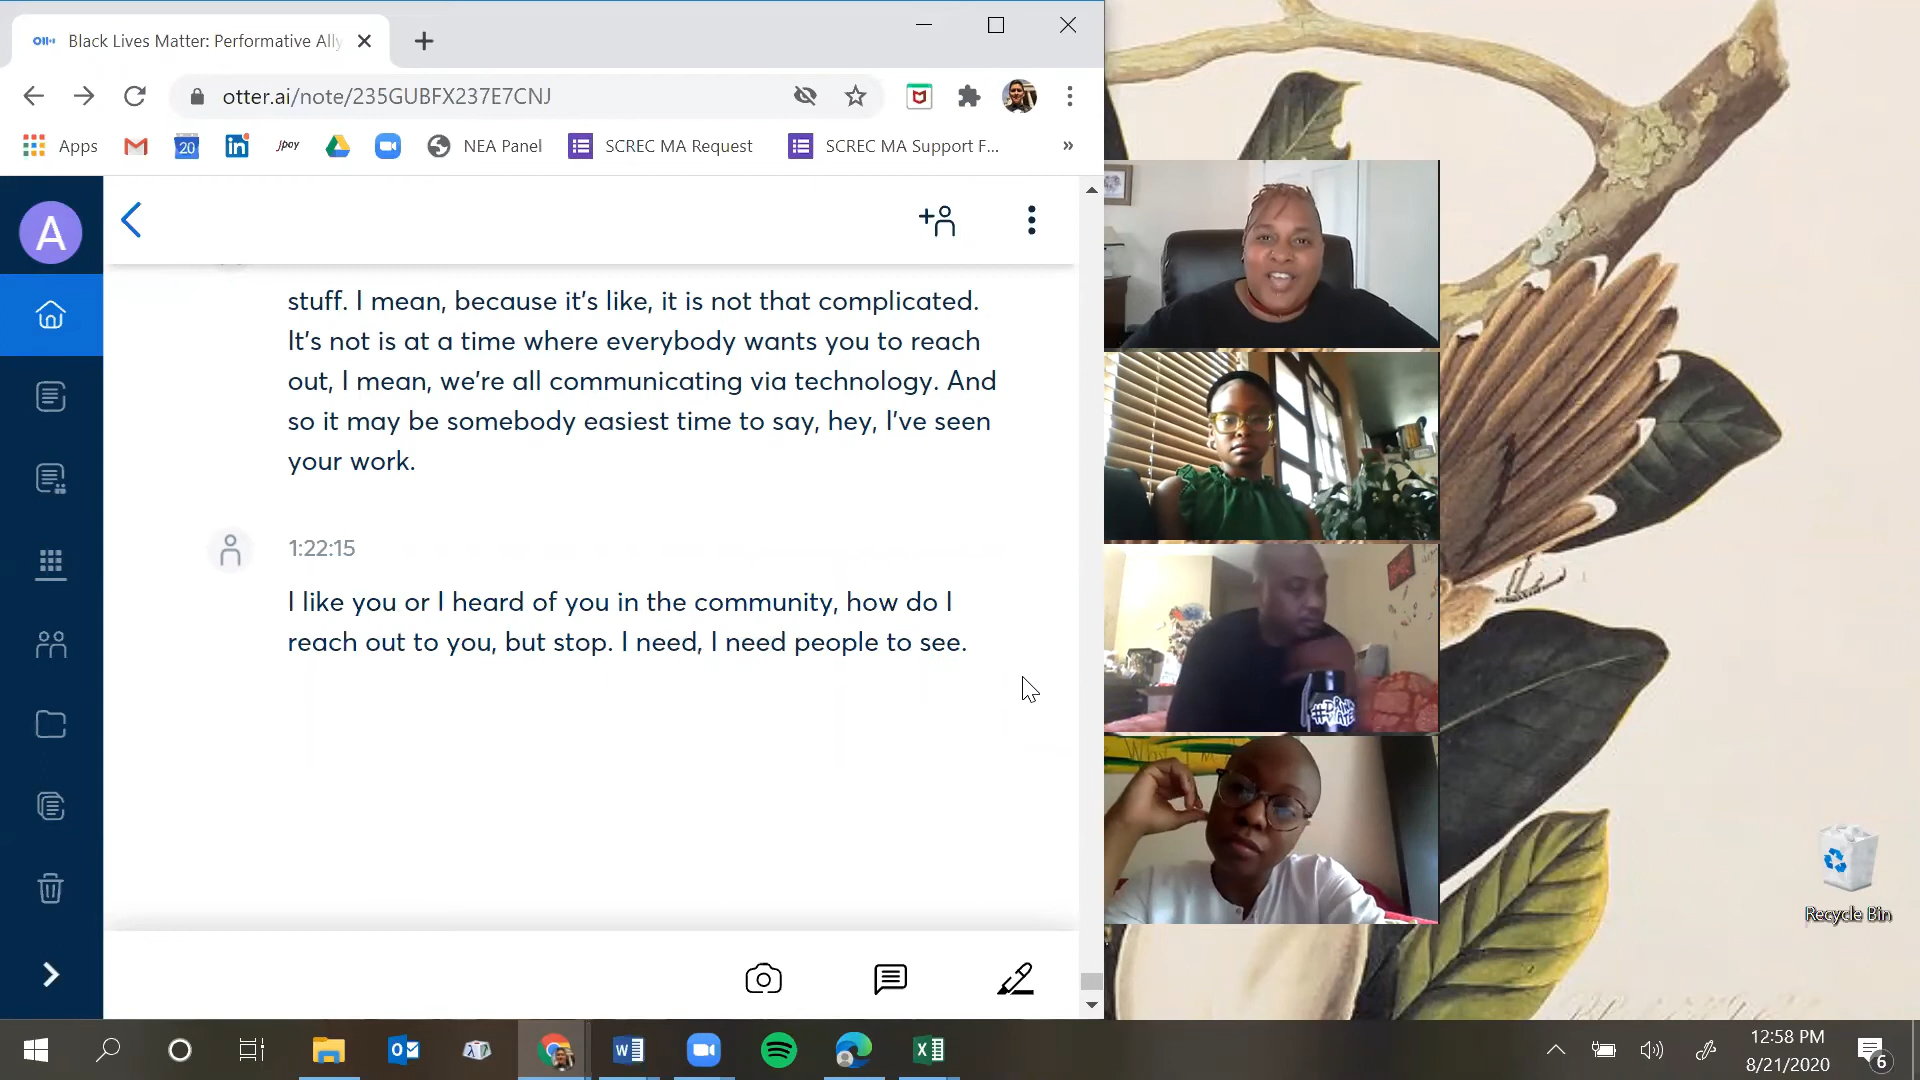 Black Lives Matter: Performative Ally
otter.ai/note/235GUBFX237E7CNJ
Apps
20
in
Jpay
NEA Panel
SCREC MA Request
SCREC MA Support F...
»
A
stuff. I mean, because it's like, it is not that complicated.
It's not is at a time where everybody wants you to reach
out, I mean, we're all communicating via technology. And
so it may be somebody easiest time to say, hey, I've seen
your work.
1:22:15
I like you or I heard of you in the community, how do I
reach out to you, but stop. I need, I need people to see.
Recycle Bin
12:58 PM
8/21/2020
6